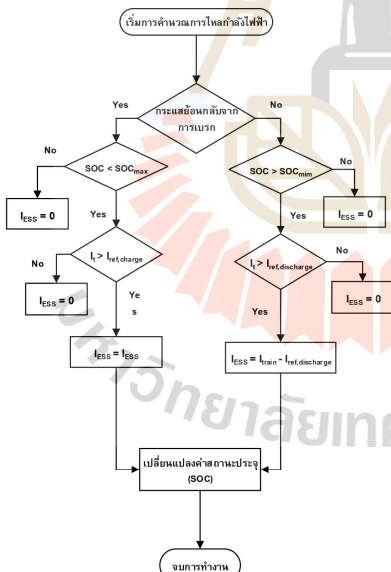 เริ่มการคำนวณการไหลกำลังไฟฟ้า
Yes
กระแสย้อนกลับจาก
การเบรก
No
No
SOC < SOCmax
SOC > SOCmim
No
IESS = 0
Yes
Yes
IESS = 0
No
It > Iref,charge
It > Iref,discharge
No
IESS = 0
Ye
s
Yes
IESS = 0
IESS = IESS
IESS = Itrain - Iref,discharge
เปลี่ยนแปลงค่าสถานะประจุ
(SOC)
จบการทำงาน